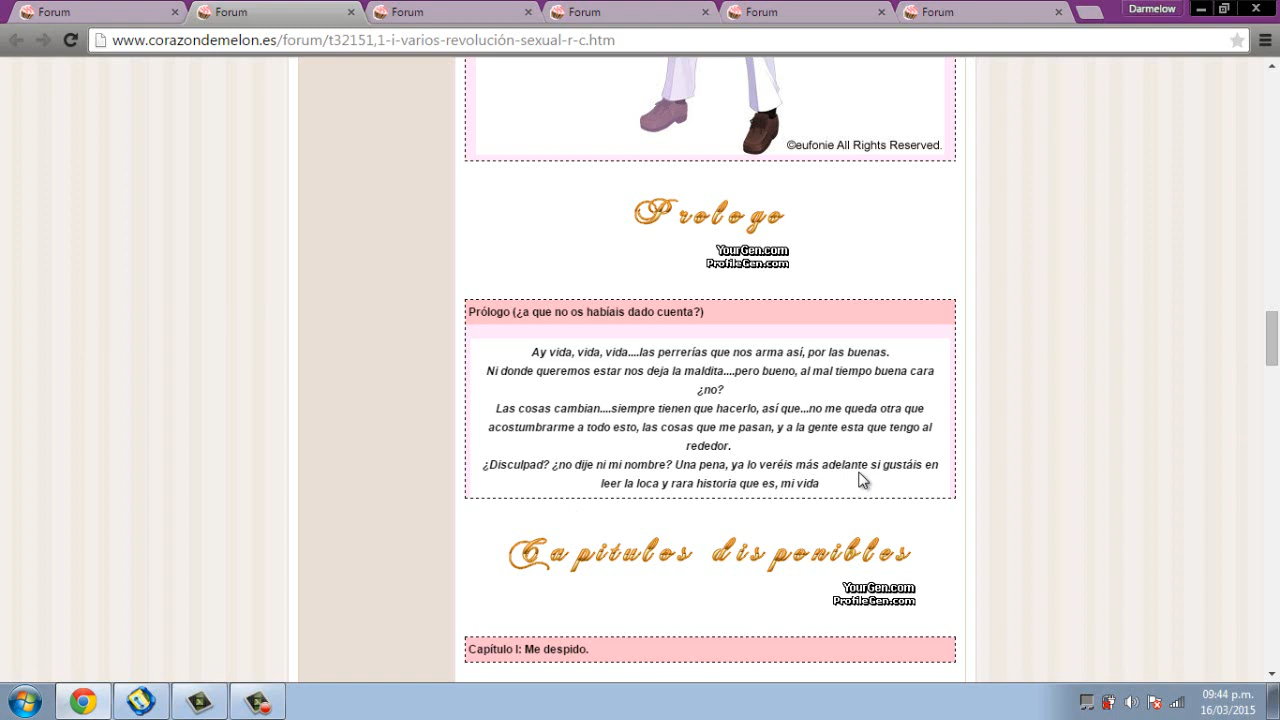 Forum
Forum
Forum
Forum
Forum
Forum
Darmelow
www.corazondemelon.es/forum/t32151,1-i-varios-revolución-sexual-r-c.htm
©eufonie All Rights Reserved.
Prologo
YourGen.com
ProfileGen.com
Prólogo (¿a que no os habíais dado cuenta?)
Ay vida, vida, vida....las perrerías que nos arma así, por las buenas.
Ni donde queremos estar nos deja la maldita....pero bueno, al mal tiempo buena cara
¿no?
Las cosas cambian....siempre tienen que hacerlo, así que...no me queda otra que
acostumbrarme a todo esto, las cosas que me pasan, y a la gente esta que tengo al
rededor.
¿Disculpad? ¿no dije ni mi nombre? Una pena, ya lo veréis más adelante si gustáis en
leer la loca y rara historia que es, mi vida
Capitulos disponibles
YourGen.com
ProfileGen.com
Capítulo I: Me despido.
09:44 p.m.
16/03/2015